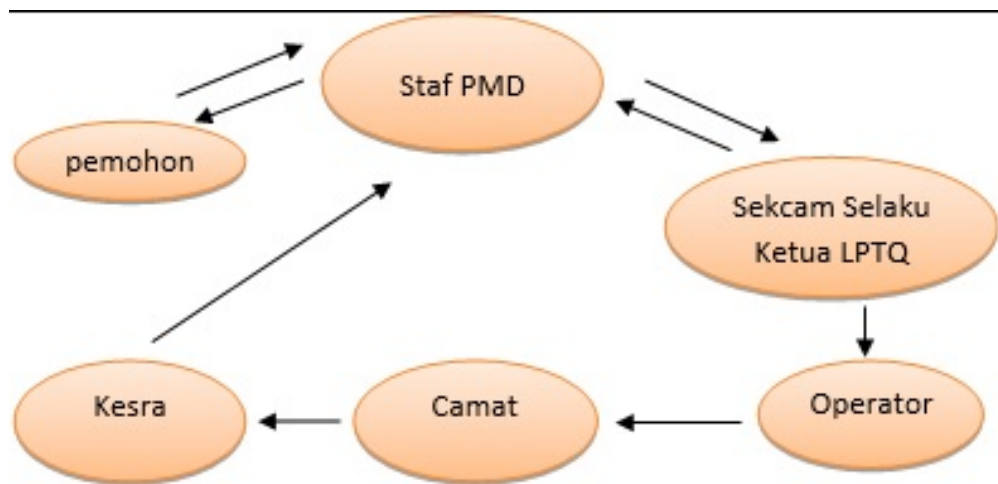 Staf PMD
pemohon
Sekcam Selaku
Ketua LPTQ
Kesra
Camat
Operator